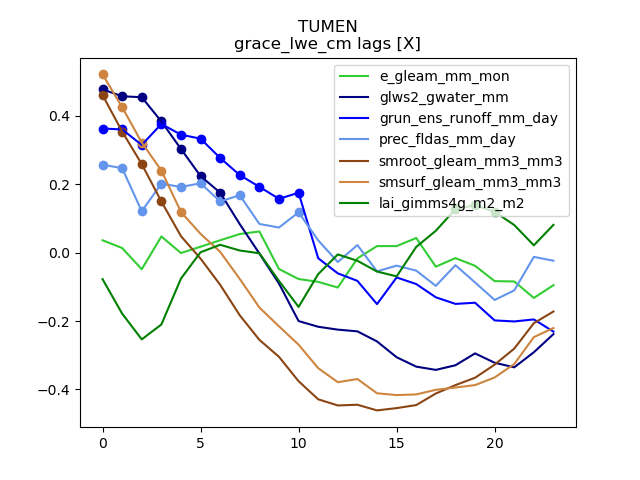 TUMEN
grace_lwe_cm lags [X]
e_gleam_mm_mon
glws2_gwater_mm
grun_ens_runoff_mm_day
prec_fldas_mm_day
smroot_gleam_mm3_mm3
smsurf_gleam_mm3_mm3
lai_gimms4g_m2_m2
0.4
0.2
0.0
−0.2
−0.4
0 5 10 15 20